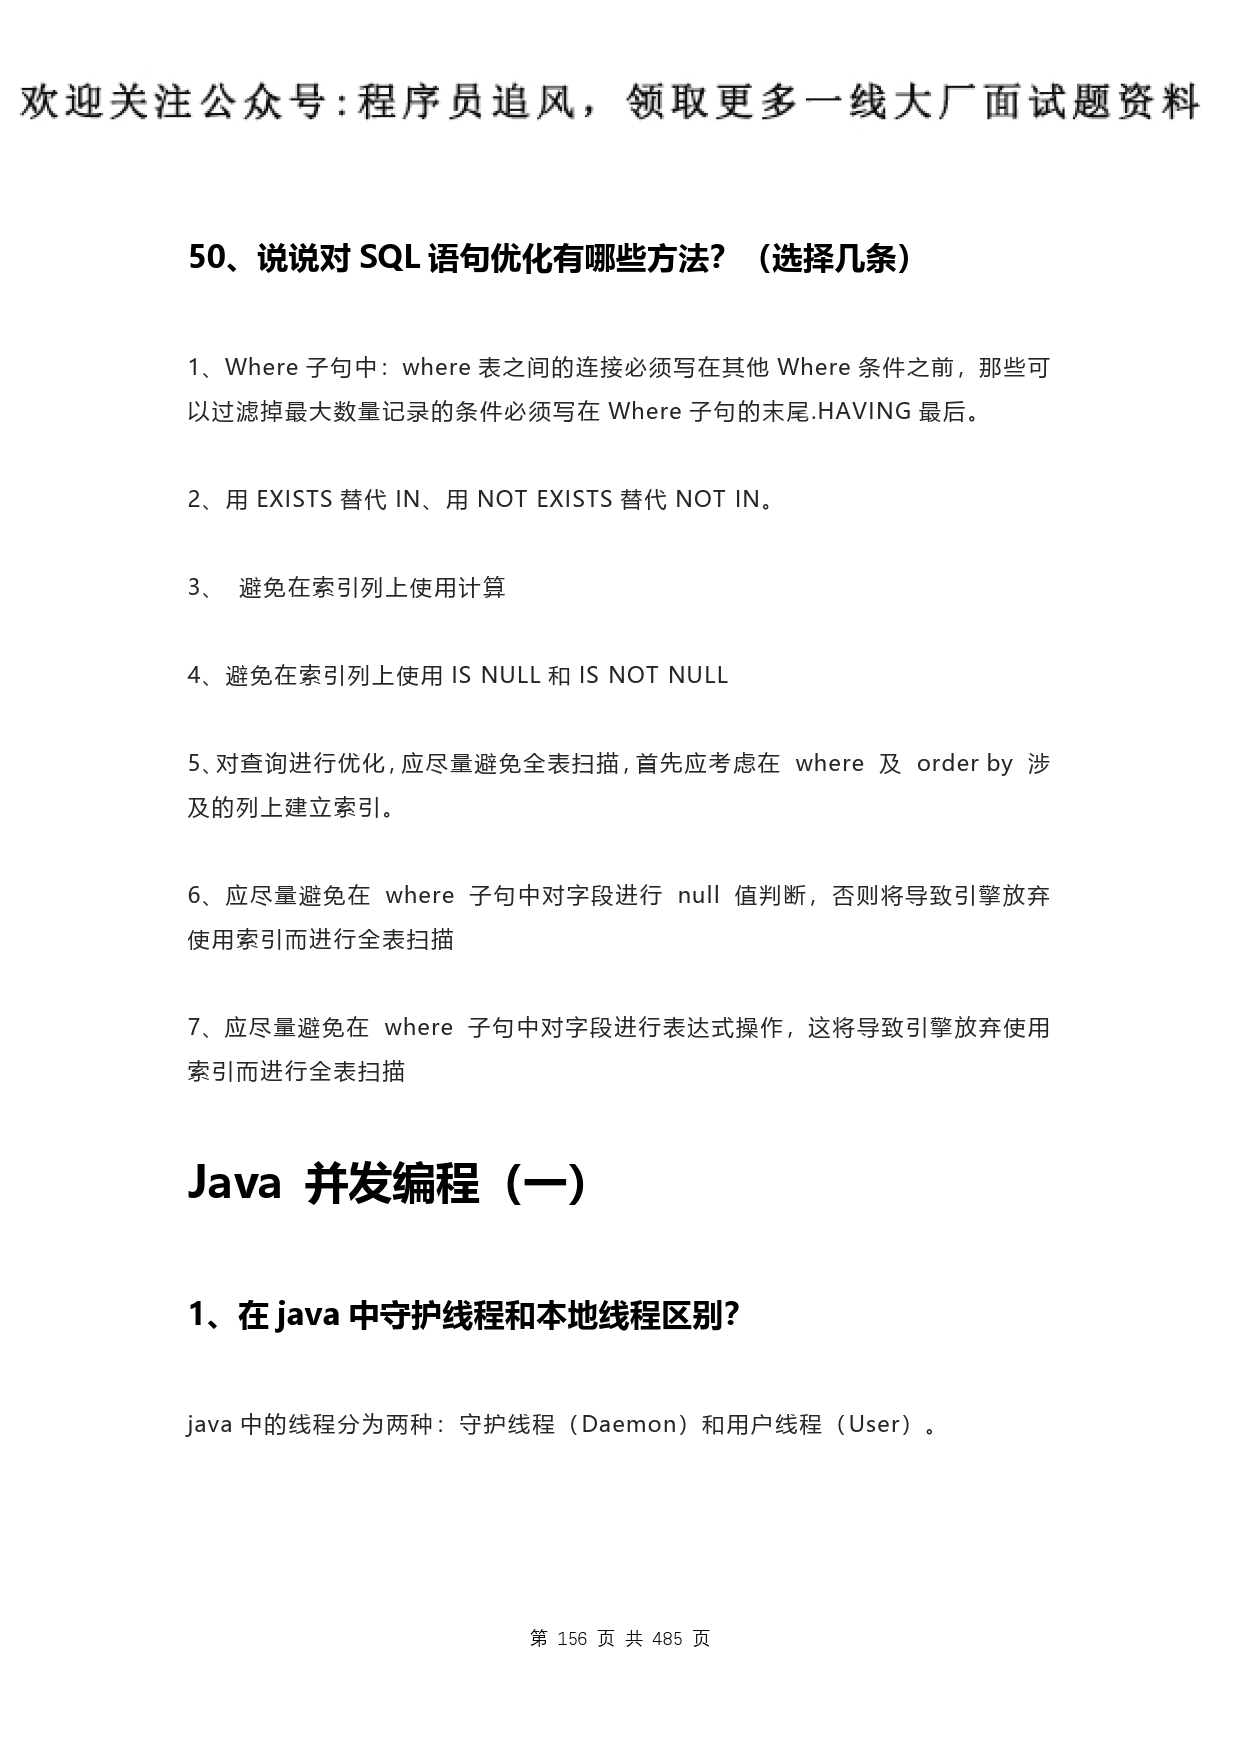 欢迎关注公众号:程序员追风，领取更多一线大厂面试题资料
50、说说对 SQL 语句优化有哪些方法？（选择几条）
1、Where 子句中：where 表之间的连接必须写在其他 Where 条件之前，那些可
以过滤掉最大数量记录的条件必须写在 Where 子句的末尾.HAVING 最后。
2、用 EXISTS 替代 IN、用 NOT EXISTS 替代 NOT IN。
3、 避免在索引列上使用计算
4、避免在索引列上使用 IS NULL 和 IS NOT NULL
5、对查询进行优化，应尽量避免全表扫描，首先应考虑在 where 及 order by 涉
及的列上建立索引。
6、应尽量避免在 where 子句中对字段进行 null 值判断，否则将导致引擎放弃
使用索引而进行全表扫描
7、应尽量避免在 where 子句中对字段进行表达式操作，这将导致引擎放弃使用
索引而进行全表扫描
Java 并发编程（一）
1、在 java 中守护线程和本地线程区别？
java 中的线程分为两种：守护线程（Daemon）和用户线程（User）。
第 156 页 共 485 页